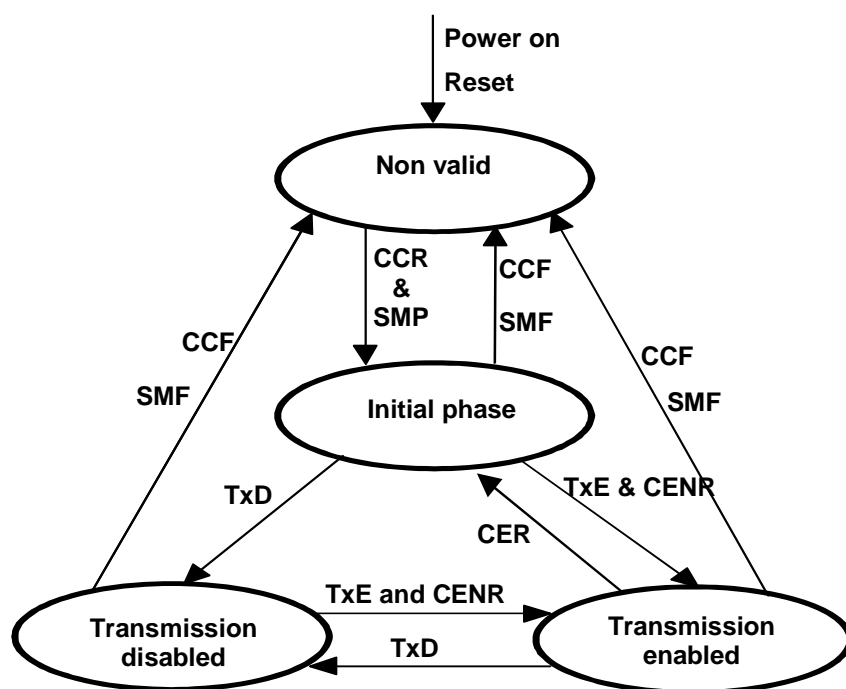 Power on
Reset
Non valid
CCR
&
SMP
CCF
SMF
CCF
SMF
CCF
SMF
Initial phase
TxD
TxE & CENR
CER
TxE and CENR
Transmission
disabled
TxD
Transmission
enabled